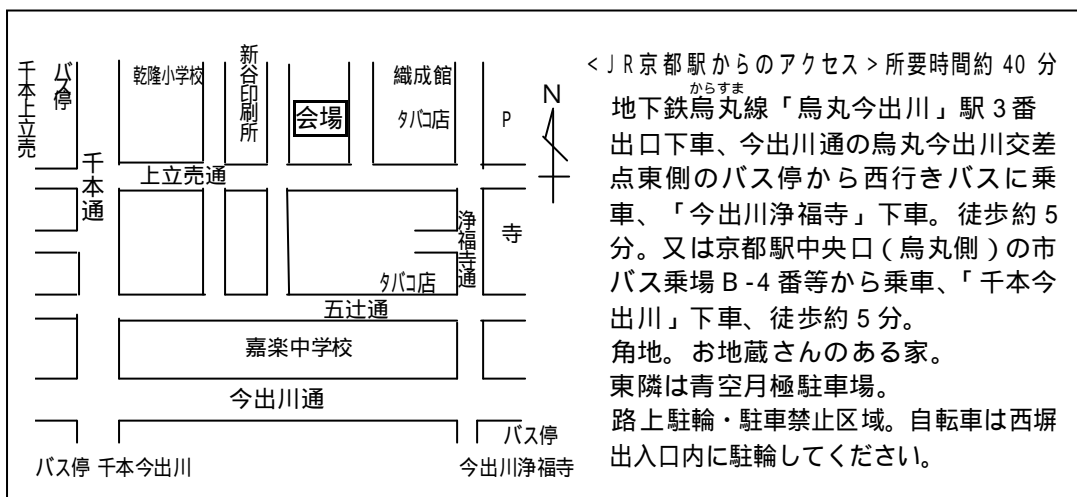 千本上立売
バス停
乾隆小学校
新谷印刷所
会場
織成館
タバコ店
P
N
千本通
上立売通
浄福寺通
寺
タバコ店
五辻通
嘉楽中学校
今出川通
バス停
バス停 千本今出川
今出川浄福寺
<JR京都駅からのアクセス>所要時間約 40 分
からすま
地下鉄烏丸線「烏丸今出川」駅 3 番
出口下車、今出川通の烏丸今出川交差
点東側のバス停から西行きバスに乗
車、「今出川浄福寺」下車。徒歩約 5
分。又は京都駅中央口(烏丸側)の市
バス乗場 B-4 番等から乗車、「千本今
出川」下車、徒歩約 5 分。
角地。お地蔵さんのある家。
東隣は青空月極駐車場。
路上駐輪・駐車禁止区域。自転車は西塀
出入口内に駐輪してください。